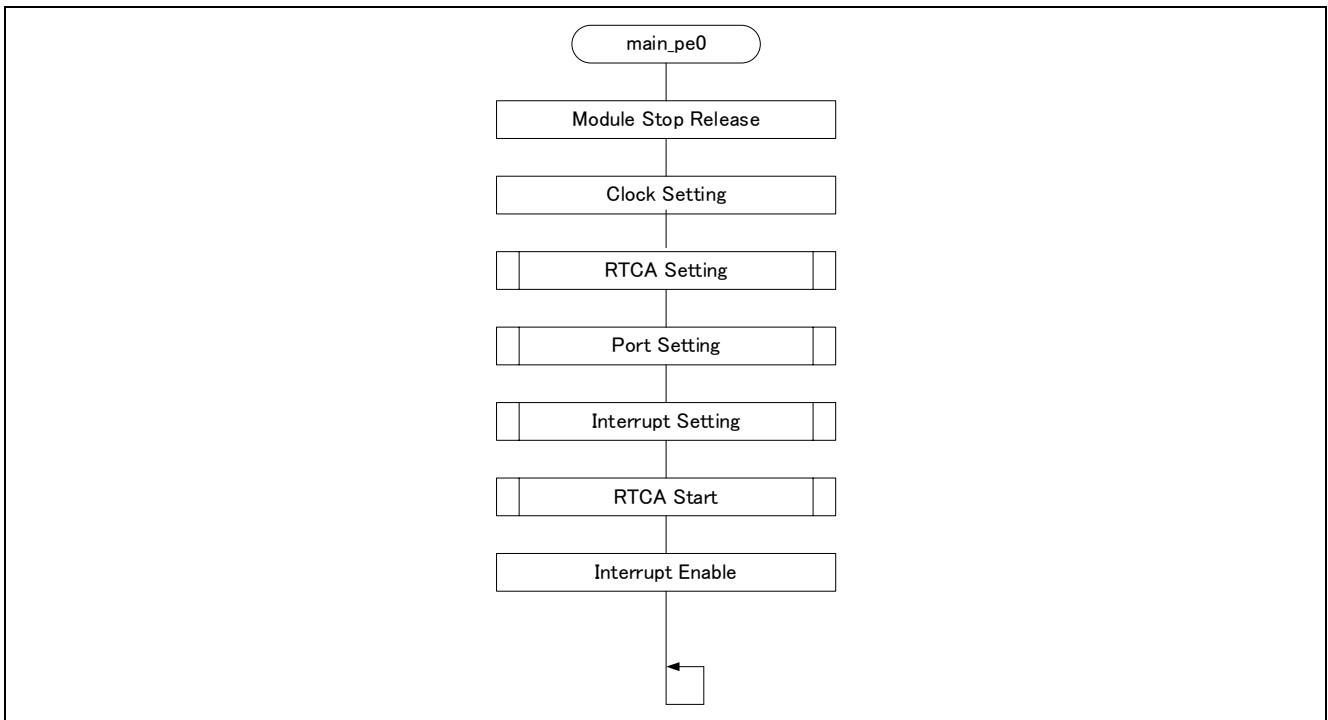 main_pe0
Module Stop Release
Clock Setting
RTCA Setting
Port Setting
Interrupt Setting
RTCA Start
Interrupt Enable